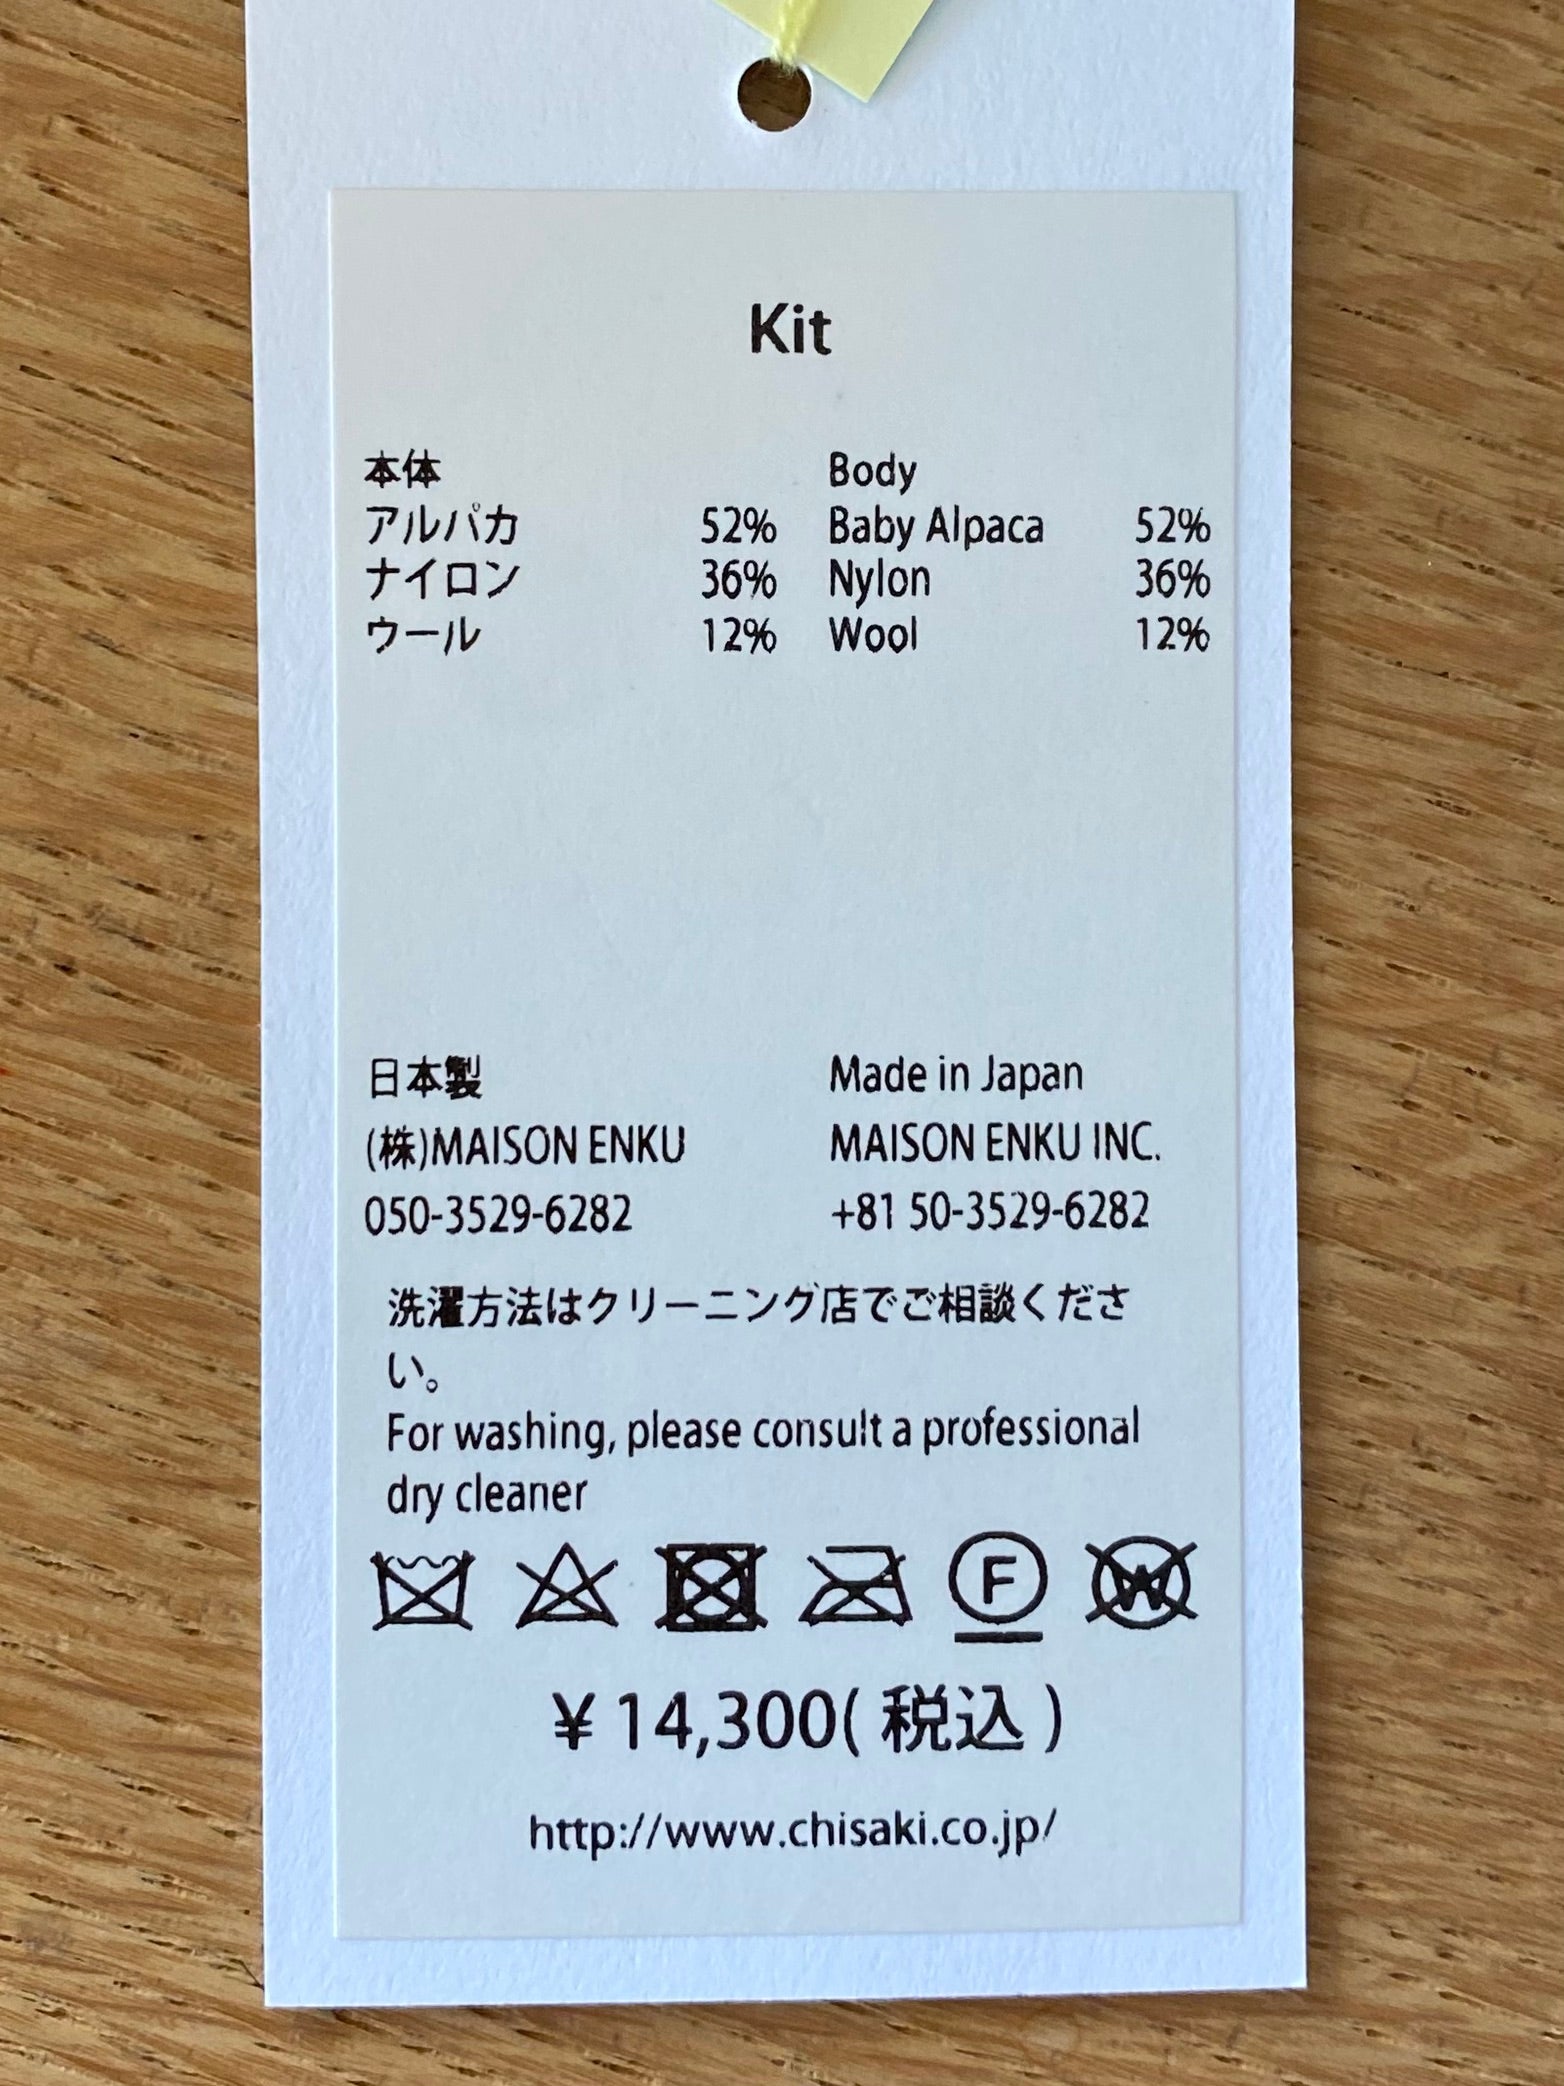 Kit
本体 Body
アルパカ 52% Baby Alpaca 52%
ナイロン 36% Nylon 36%
ウール 12% Wool 12%
日本製 Made in Japan
(株)MAISON ENKU MAISON ENKU INC.
050-3529-6282 +81 50-3529-6282
洗濯方法はクリーニング店でご相談くださ
い。
For washing, please consult a professional
dry cleaner
F W
¥14,300(税込)
http://www.chisaki.co.jp/